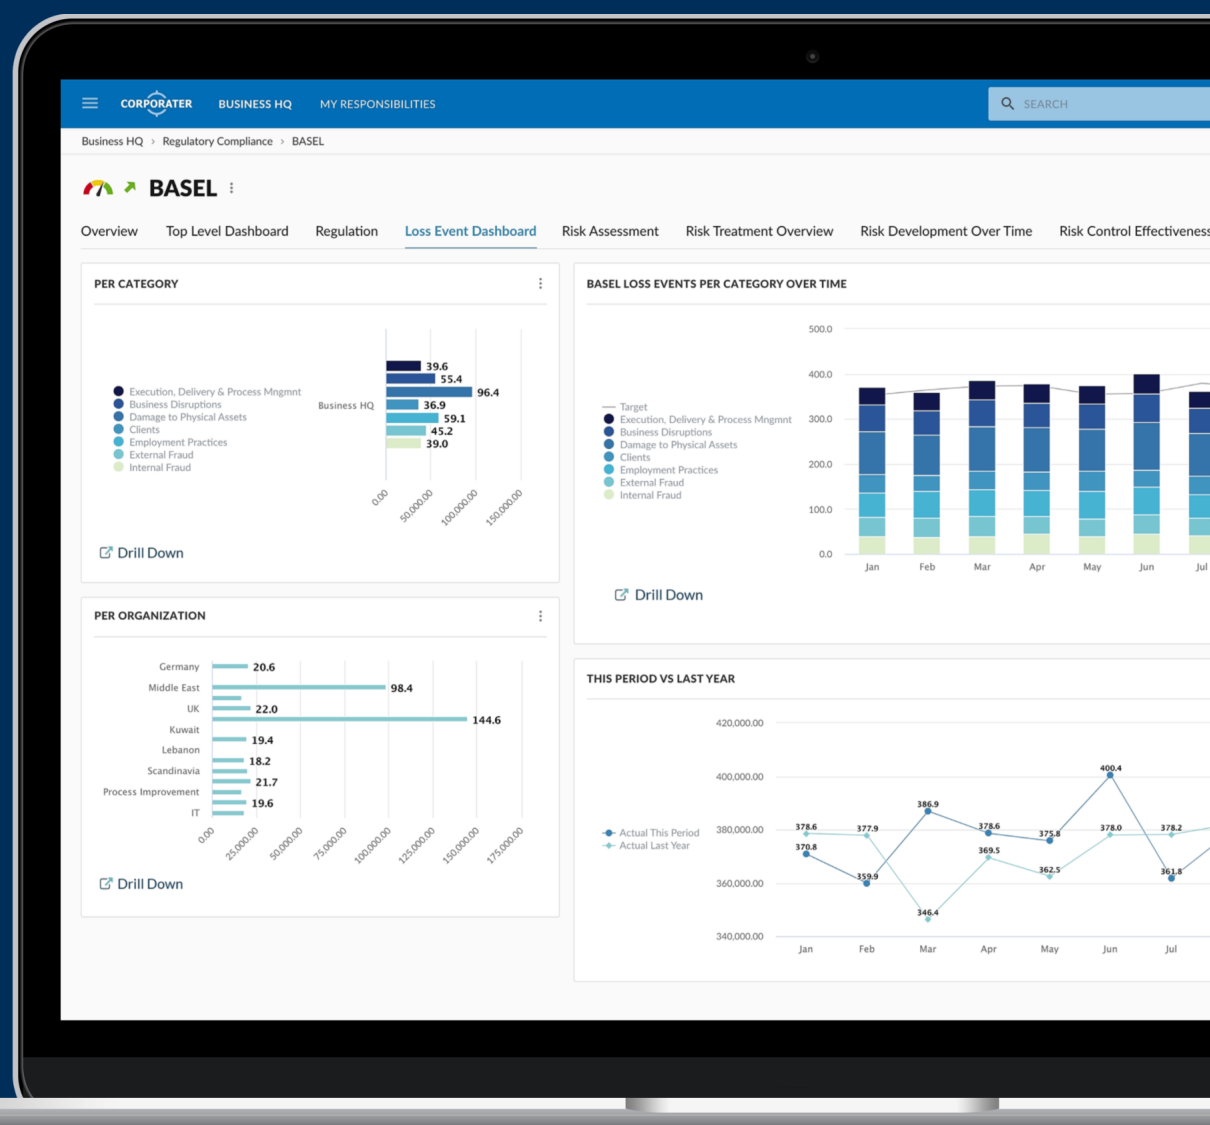 CORPORATER BUSINESS HQ MY RESPONSIBILITIES SEARCH
Business HQ > Regulatory Compliance > BASEL
BASEL
Overview Top Level Dashboard Regulation Loss Event Dashboard Risk Assessment Risk Treatment Overview Risk Development Over Time Risk Control Effectiveness
PER CATEGORY
Execution, Delivery & Process Mngmnt
Business Disruptions
Damage to Physical Assets
Clients
Employment Practices
External Fraud
Internal Fraud
Business HQ
39.6
55.4
96.4
36.9
59.1
45.2
39.0
0.00 50,000.00 100,000.00 150,000.00
Drill Down
BASEL LOSS EVENTS PER CATEGORY OVER TIME
Target
Execution, Delivery & Process Mngmnt
Business Disruptions
Damage to Physical Assets
Clients
Employment Practices
External Fraud
Internal Fraud
500.0
400.0
300.0
200.0
100.0
0.0
Jan Feb Mar Apr May Jun Jul
Drill Down
PER ORGANIZATION
Germany 20.6
Middle East 98.4
UK 22.0
144.6
Kuwait
19.4
Lebanon
18.2
Scandinavia
21.7
Process Improvement
19.6
IT
0.00 25,000.00 50,000.00 75,000.00 100,000.00 125,000.00 150,000.00 175,000.00
Drill Down
THIS PERIOD VS LAST YEAR
Actual This Period
Actual Last Year
420,000.00
400,000.00
380,000.00
360,000.00
340,000.00
378.6 377.9 386.9 378.6 375.8 400.4 378.2
370.8 359.9 346.4 369.5 362.5 378.0 361.8
Jan Feb Mar Apr May Jun Jul